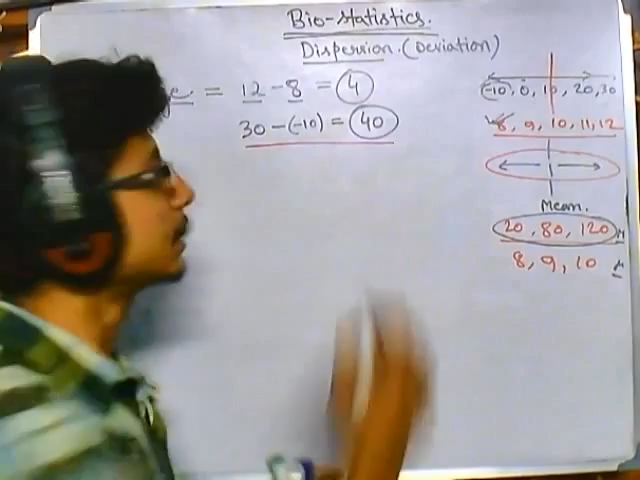 Bio-Statistics.
Dispersion. (Deviation)
= 12 - 8 = 4
30 - (-10) = 40
(-10, 0, 10, 20, 30
8, 9, 10, 11, 12
Mean.
20, 80, 120
8, 9, 10